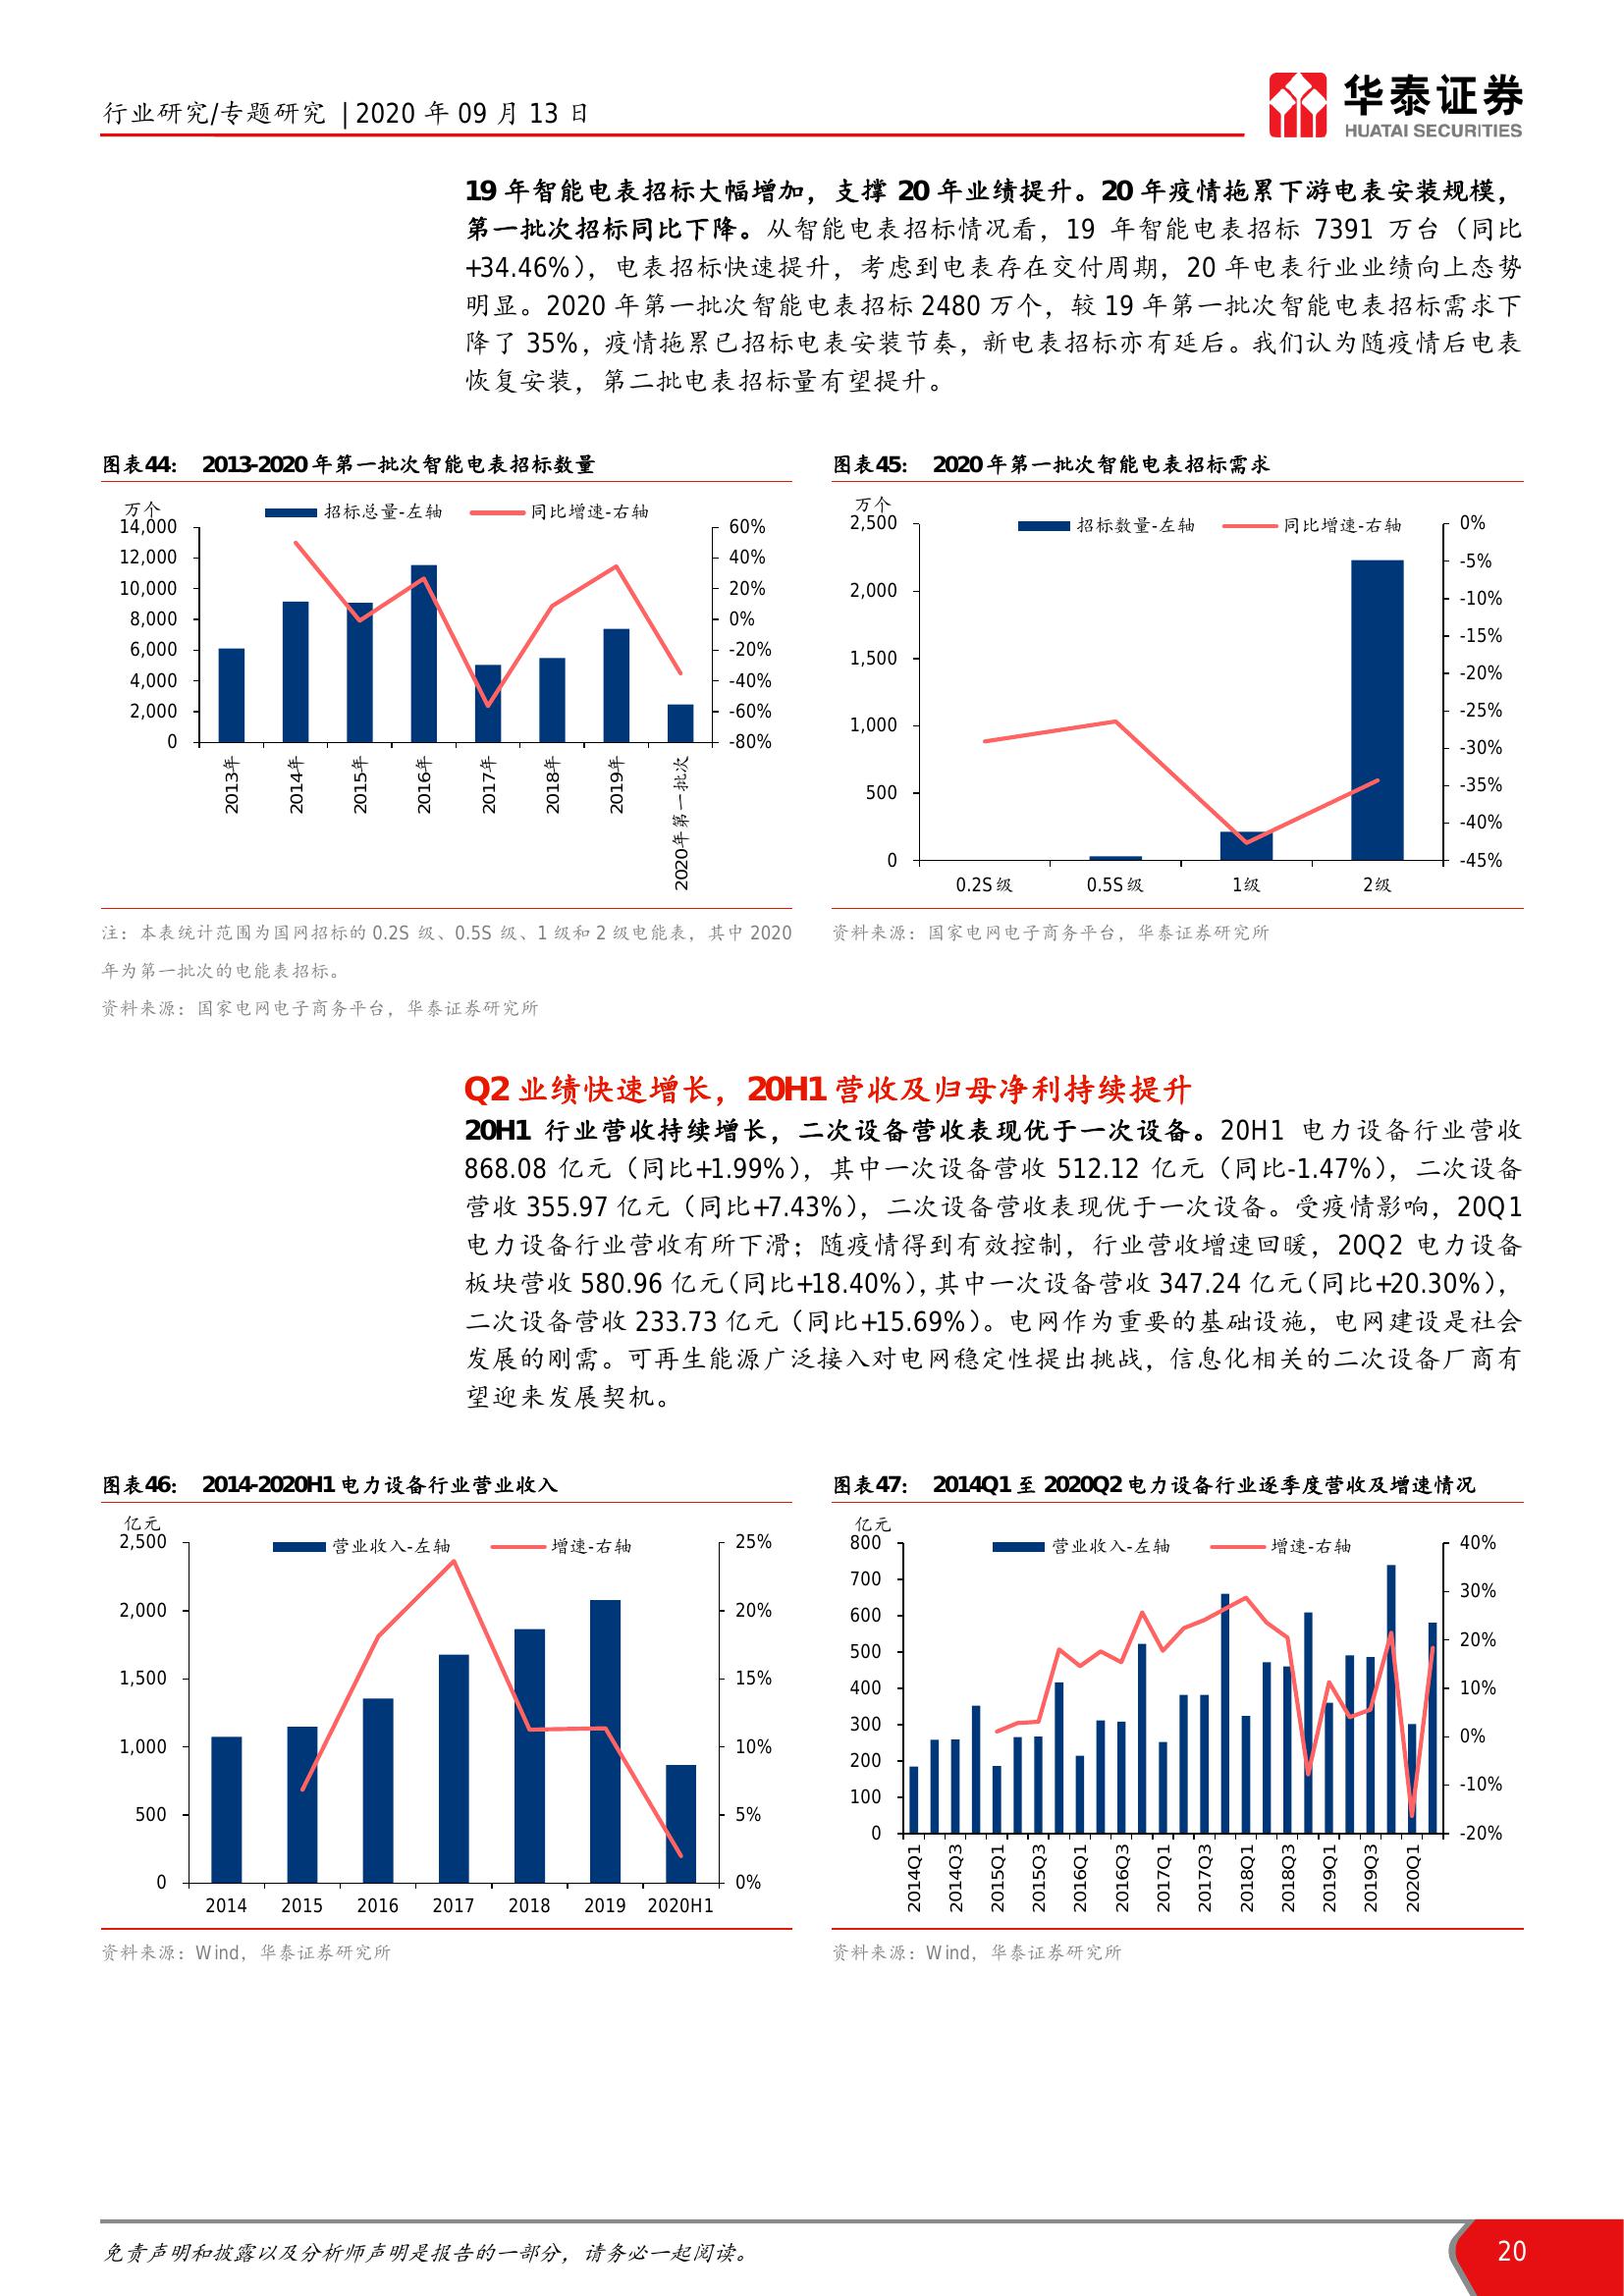 行业研究/专题研究 | 2020 年 09 月 13 日
华泰证券
HUATAI SECURITIES
19 年智能电表招标大幅增加，支撑 20 年业绩提升。20 年疫情拖累下游电表安装规模，
第一批次招标同比下降。从智能电表招标情况看，19 年智能电表招标 7391 万台（同比
+34.46%），电表招标快速提升，考虑到电表存在交付周期，20 年电表行业业绩向上态势
明显。2020 年第一批次智能电表招标 2480 万个，较 19 年第一批次智能电表招标需求下
降了 35%，疫情拖累已招标电表安装节奏，新电表招标亦有延后。我们认为随疫情后电表
恢复安装，第二批电表招标量有望提升。
图表44： 2013-2020 年第一批次智能电表招标数量
万个
招标总量-左轴 同比增速-右轴
14,000
12,000
10,000
8,000
6,000
4,000
2,000
0
60%
40%
20%
0%
-20%
-40%
-60%
-80%
2013年
2014年
2015年
2016年
2017年
2018年
2019年
2020年第一批次
注：本表统计范围为国网招标的 0.2S 级、0.5S 级、1 级和 2 级电能表，其中 2020
年为第一批次的电能表招标。
资料来源：国家电网电子商务平台，华泰证券研究所
图表45： 2020 年第一批次智能电表招标需求
万个
招标数量-左轴 同比增速-右轴
2,500
2,000
1,500
1,000
500
0
0%
-5%
-10%
-15%
-20%
-25%
-30%
-35%
-40%
-45%
0.2S 级 0.5S 级 1级 2级
资料来源：国家电网电子商务平台，华泰证券研究所
Q2 业绩快速增长，20H1 营收及归母净利持续提升
20H1 行业营收持续增长，二次设备营收表现优于一次设备。20H1 电力设备行业营收
868.08 亿元（同比+1.99%），其中一次设备营收 512.12 亿元（同比-1.47%），二次设备
营收 355.97 亿元（同比+7.43%），二次设备营收表现优于一次设备。受疫情影响，20Q1
电力设备行业营收有所下滑；随疫情得到有效控制，行业营收增速回暖，20Q2 电力设备
板块营收 580.96 亿元（同比+18.40%），其中一次设备营收 347.24 亿元（同比+20.30%），
二次设备营收 233.73 亿元（同比+15.69%）。电网作为重要的基础设施，电网建设是社会
发展的刚需。可再生能源广泛接入对电网稳定性提出挑战，信息化相关的二次设备厂商有
望迎来发展契机。
图表46： 2014-2020H1 电力设备行业营业收入
亿元
营业收入-左轴 增速-右轴
2,500
2,000
1,500
1,000
500
0
25%
20%
15%
10%
5%
0%
2014 2015 2016 2017 2018 2019 2020H1
资料来源：Wind，华泰证券研究所
图表47： 2014Q1 至 2020Q2 电力设备行业逐季度营收及增速情况
亿元
营业收入-左轴 增速-右轴
800
700
600
500
400
300
200
100
0
40%
30%
20%
10%
0%
-10%
-20%
2014Q1
2014Q3
2015Q1
2015Q3
2016Q1
2016Q3
2017Q1
2017Q3
2018Q1
2018Q3
2019Q1
2019Q3
2020Q1
资料来源：Wind，华泰证券研究所
免责声明和披露以及分析师声明是报告的一部分，请务必一起阅读。
20